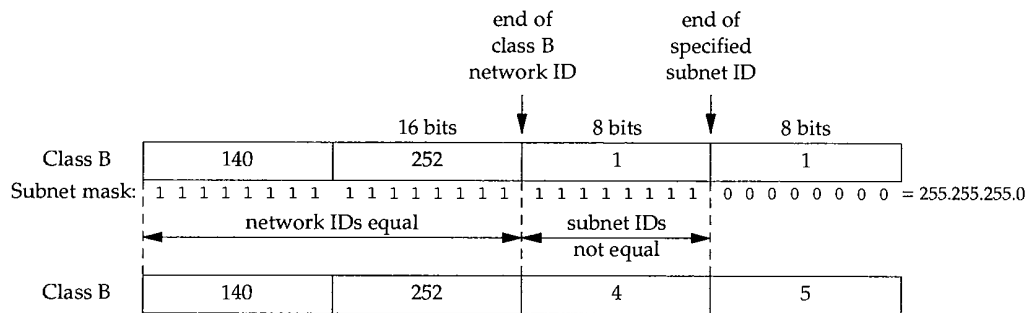 end of
class B
network ID
end of
specified
subnet ID
16 bits 8 bits 8 bits
Class B 140 252 1 1
Subnet mask: 1 1 1 1 1 1 1 1 1 1 1 1 1 1 1 1 1 1 1 1 1 1 1 1 0 0 0 0 0 0 0 0 = 255.255.255.0
network IDs equal
subnet IDs
not equal
Class B 140 252 4 5